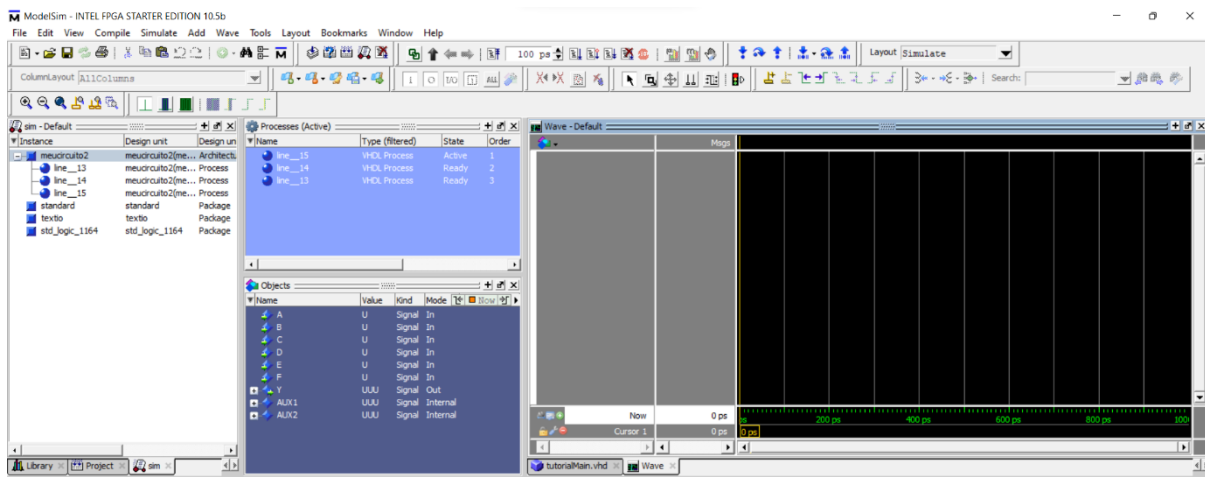 ModelSim - INTEL FPGA STARTER EDITION 10.5b
File Edit View Compile Simulate Add Wave Tools Layout Bookmarks Window Help
100 ps
Layout Simulate
ColumnLayout AllColumns
Search:
sim - Default
Instance Design unit Design un
meucircuito2 meucircuito2(me... Architectu
line__13 meucircuito2(me... Process
line__14 meucircuito2(me... Process
line__15 meucircuito2(me... Process
standard standard Package
textio textio Package
std_logic_1164 std_logic_1164 Package
Library Project sim
Processes (Active)
Name Type (filtered) State Order
line__15 VHDL Process Active 1
line__14 VHDL Process Ready 2
line__13 VHDL Process Ready 3
Objects
Name Value Kind Mode Now
A U Signal In
B U Signal In
C U Signal In
D U Signal In
E U Signal In
F U Signal In
Y UUU Signal Out
AUX1 UUU Signal Internal
AUX2 UUU Signal Internal
Wave - Default
Msgs
Now 0 ps
200 ps 400 ps 600 ps 800 ps
Cursor 1 0 ps 0 ps
tutorialMain.vhd Wave